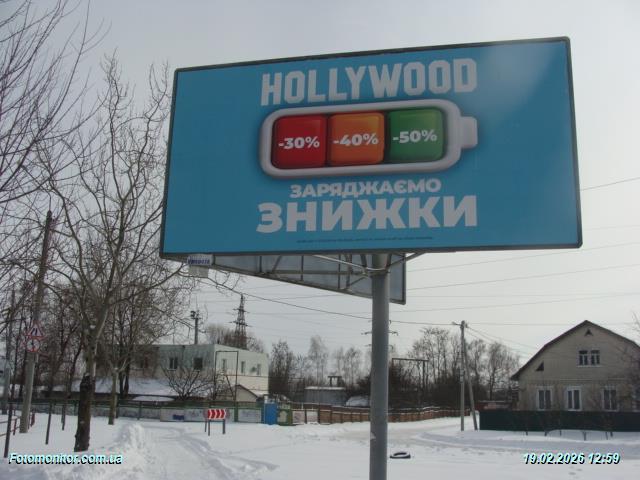 HOLLYWOOD
-30% -40% -50%
ЗАРЯДЖАЄМО
ЗНИЖКИ
Fotomonitor.com.ua
19.02.2026 12:59